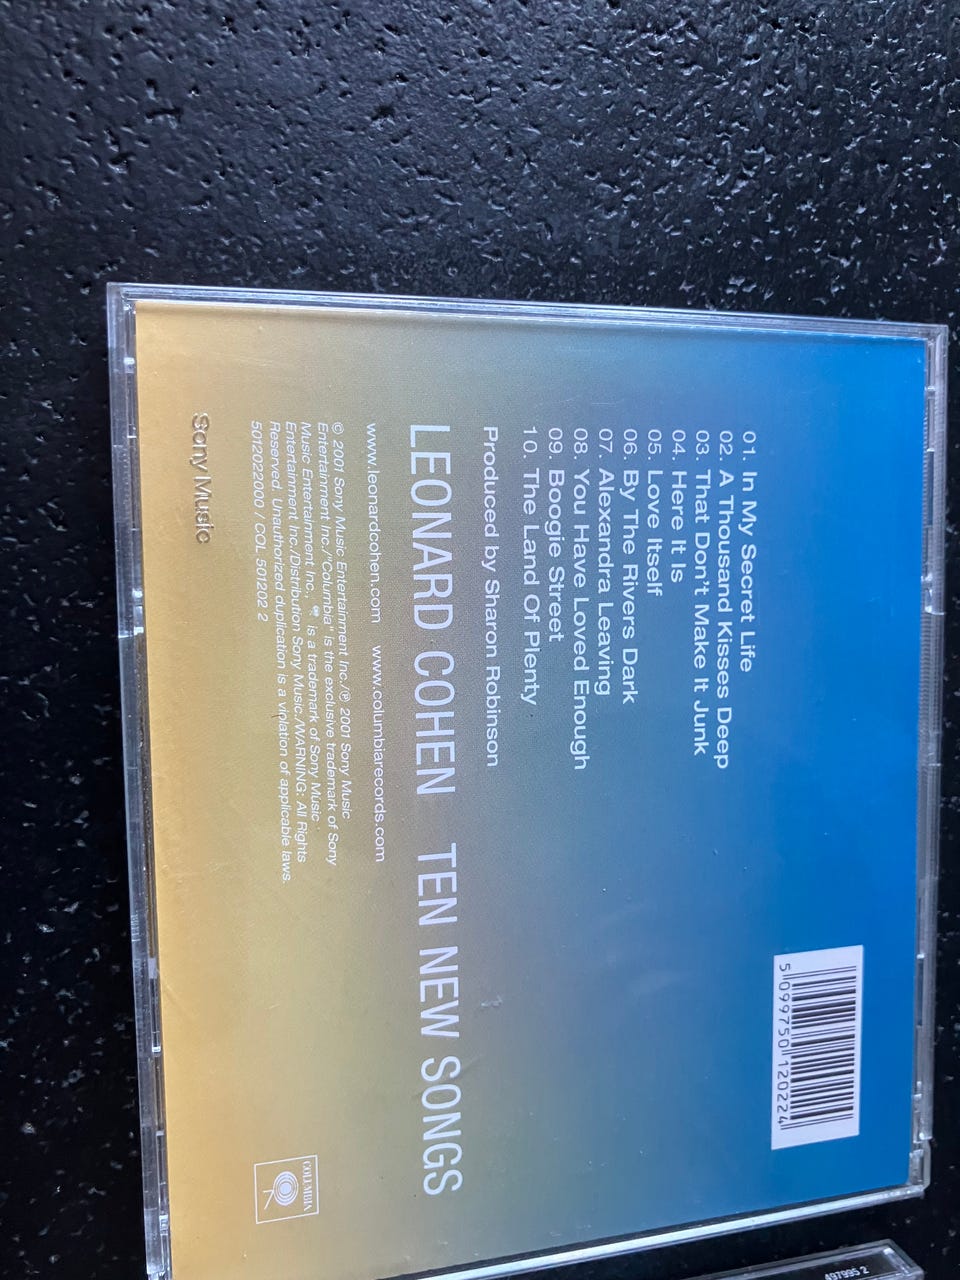 01. In My Secret Life
02. A Thousand Kisses Deep
03. That Don't Make It Junk
04. Here It Is
05. Love Itself
06. By The Rivers Dark
07. Alexandra Leaving
08. You Have Loved Enough
09. Boogie Street
10. The Land Of Plenty
Produced by Sharon Robinson
LEONARD COHEN TEN NEW SONGS
www.leonardcohen.com www.columbiarecords.com
© 2001 Sony Music Entertainment Inc./℗ 2001 Sony Music
Entertainment Inc./"Columbia" is the exclusive trademark of Sony
Music Entertainment Inc., is a trademark of Sony Music
Entertainment Inc./Distribution Sony Music./WARNING: All Rights
Reserved. Unauthorized duplication is a violation of applicable laws.
5012022000 / COL 501202 2
Sony Music
5 099750 120224
COLUMBIA
497995 2